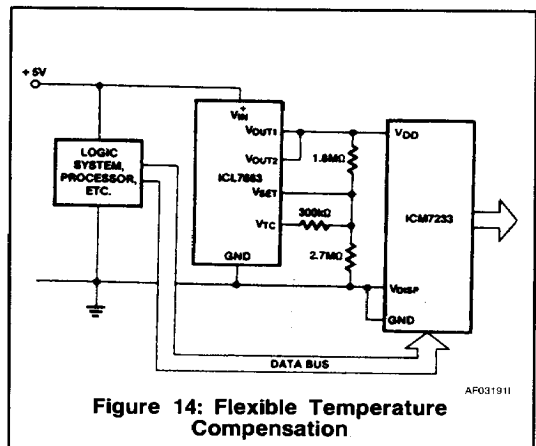 +5V
V+IN
LOGIC
SYSTEM,
PROCESSOR,
ETC.
VOUT1
VOUT2
ICL7663
VSET
VTC
GND
1.8MΩ
300kΩ
2.7MΩ
VDD
ICM7233
VDISP
GND
DATA BUS
AF03191I
Figure 14: Flexible Temperature
Compensation